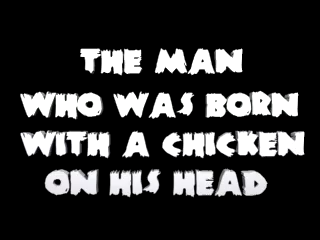 THE MAN
WHO WAS BORN
WITH A CHICKEN
ON HIS HEAD